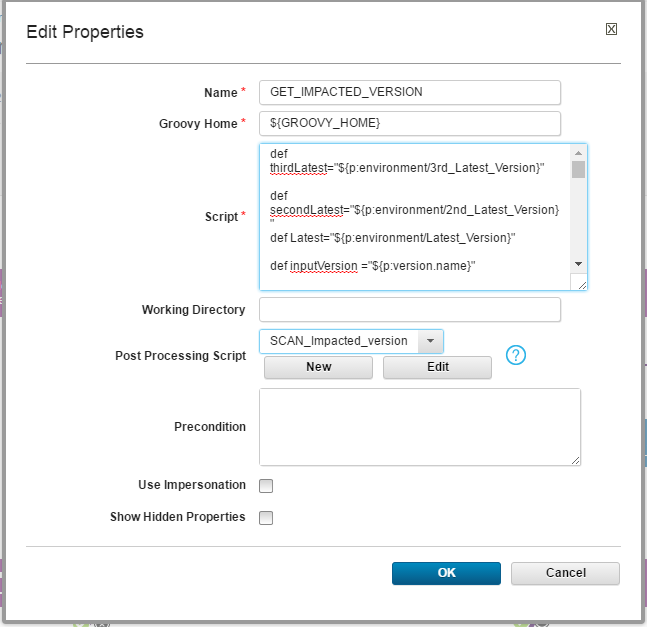 Edit Properties
X
Name *
GET_IMPACTED_VERSION
Groovy Home *
${GROOVY_HOME}
Script *
def
thirdLatest="${p:environment/3rd_Latest_Version}"
def
secondLatest="${p:environment/2nd_Latest_Version}
"
def Latest="${p:environment/Latest_Version}"
def inputVersion ="${p:version.name}"
Working Directory
Post Processing Script
SCAN_Impacted_version
?
New
Edit
Precondition
Use Impersonation
Show Hidden Properties
OK
Cancel